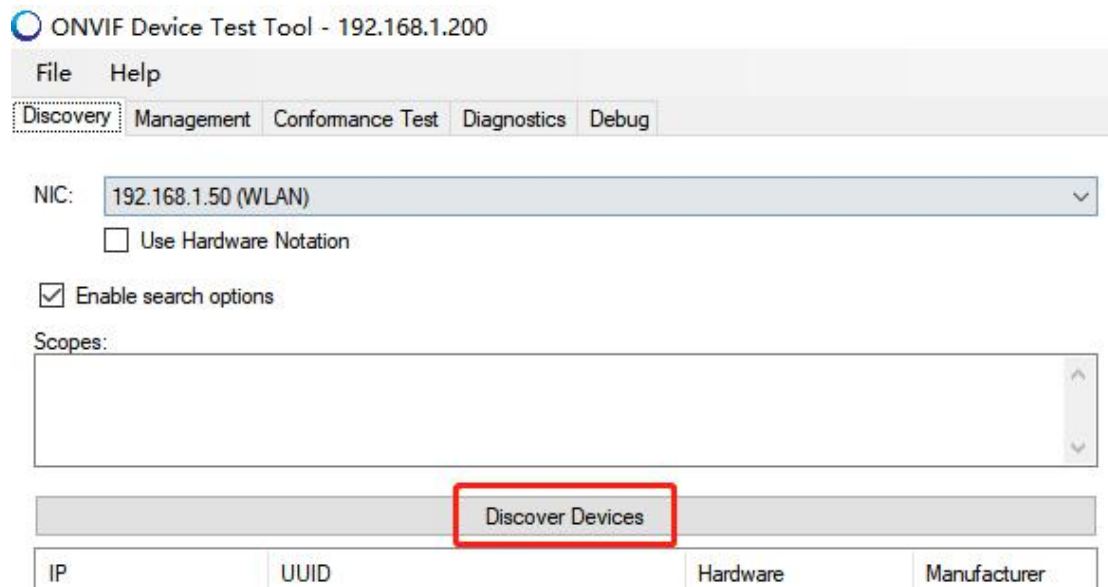 ONVIF Device Test Tool - 192.168.1.200
File Help
Discovery Management Conformance Test Diagnostics Debug
NIC: 192.168.1.50 (WLAN)
Use Hardware Notation
Enable search options
Scopes:
Discover Devices
IP UUID Hardware Manufacturer